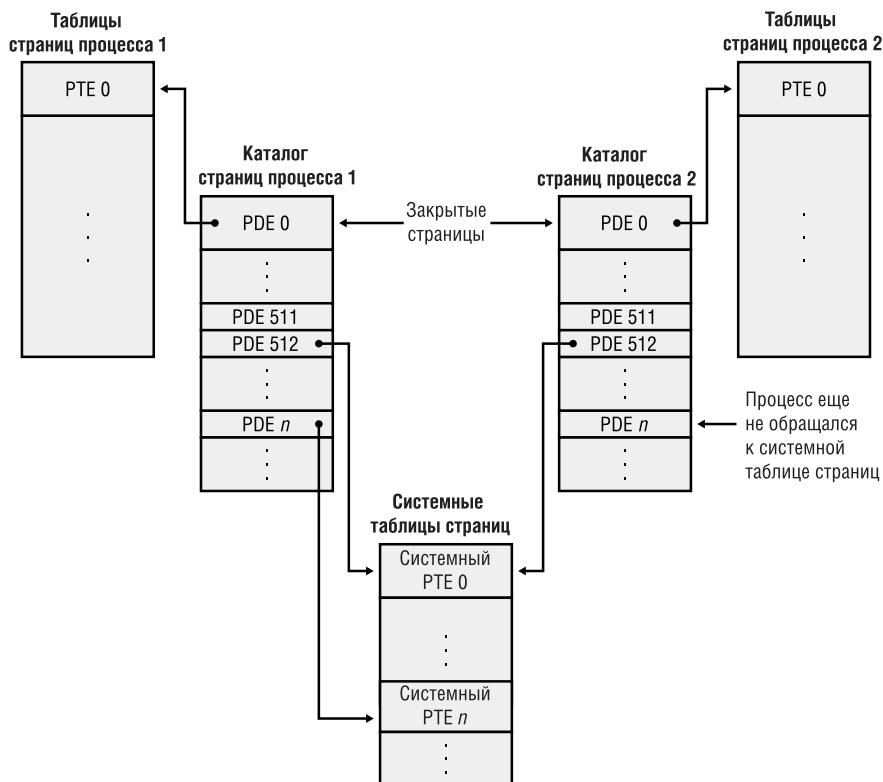 Таблицы
страниц процесса 1
PTE 0
Таблицы
страниц процесса 2
PTE 0
Каталог
страниц процесса 1
PDE 0
PDE 511
PDE 512
PDE n
Закрытые
страницы
Каталог
страниц процесса 2
PDE 0
PDE 511
PDE 512
PDE n
Процесс еще
не обращался
к системной
таблице страниц
Системные
таблицы страниц
Системный
PTE 0
Системный
PTE n